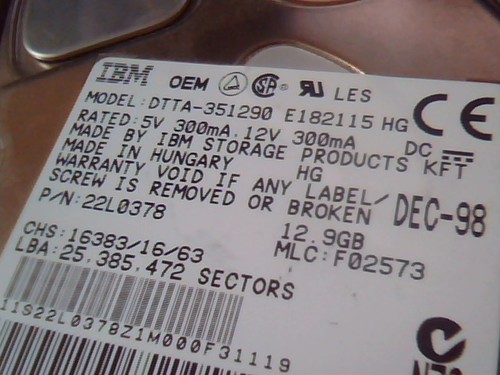 IBM OEM LES
MODEL:DTTA-351290 E182115 HG
RATED:5V 300mA.12V 300mA DC
MADE BY IBM STORAGE PRODUCTS KFT
MADE IN HUNGARY HG
WARRANTY VOID IF ANY LABEL/
SCREW IS REMOVED OR BROKEN DEC-98
P/N:22L0378 12.9GB
CHS:16383/16/63 MLC:F02573
LBA:25,385,472 SECTORS
11S22L0378Z1M000F31119